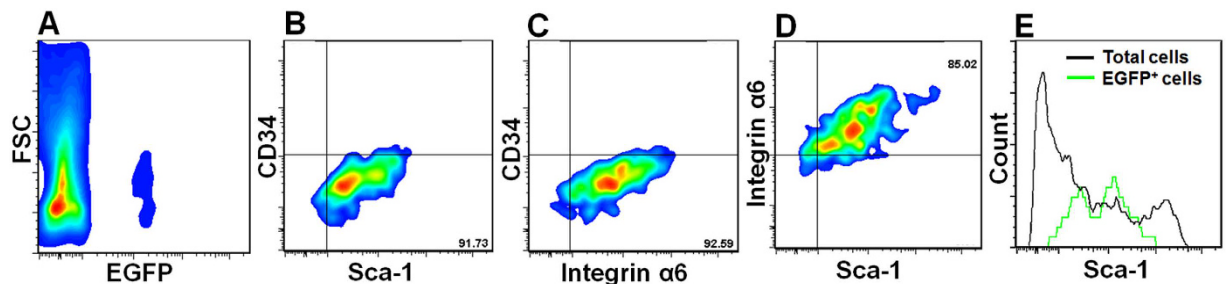 A
FSC
EGFP
B
CD34
91.73
Sca-1
C
CD34
92.59
Integrin α6
D
Integrin α6
85.02
Sca-1
E
Count
Total cells
EGFP⁺ cells
Sca-1